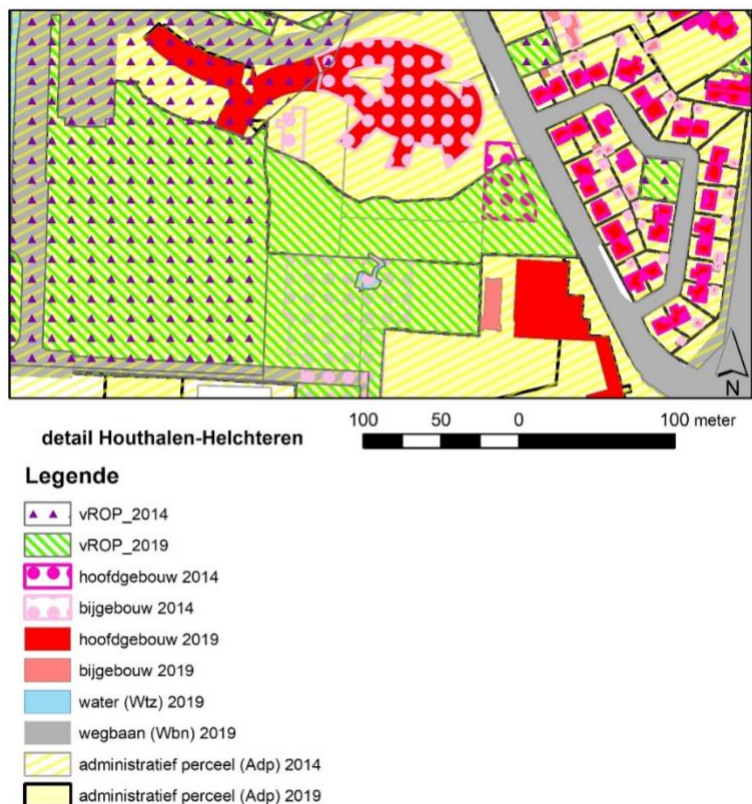 N
detail Houthalen-Helchteren
100 50 0 100 meter
Legende
vROP_2014
vROP_2019
hoofdgebouw 2014
bijgebouw 2014
hoofdgebouw 2019
bijgebouw 2019
water (Wtz) 2019
wegbaan (Wbn) 2019
administratief perceel (Adp) 2014
administratief perceel (Adp) 2019